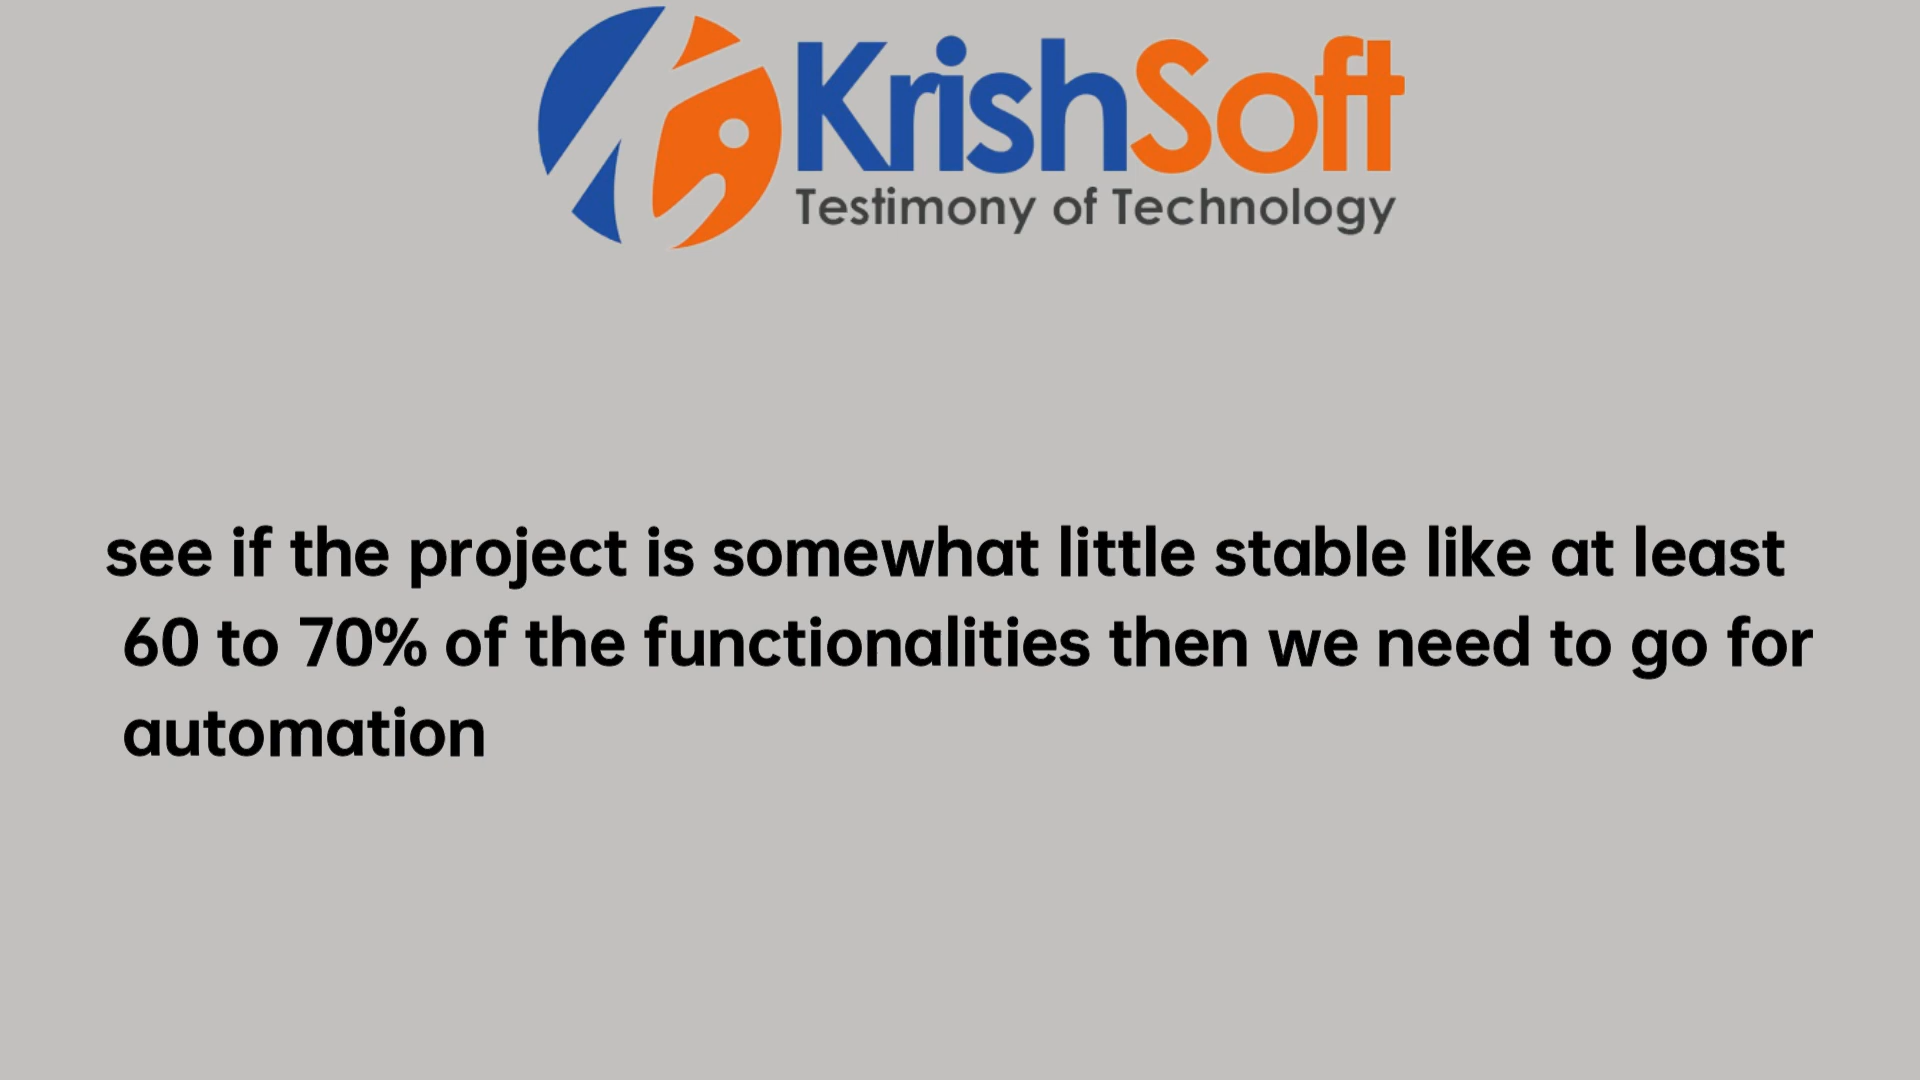 KrishSoft
Testimony of Technology
see if the project is somewhat little stable like at least
60 to 70% of the functionalities then we need to go for
automation